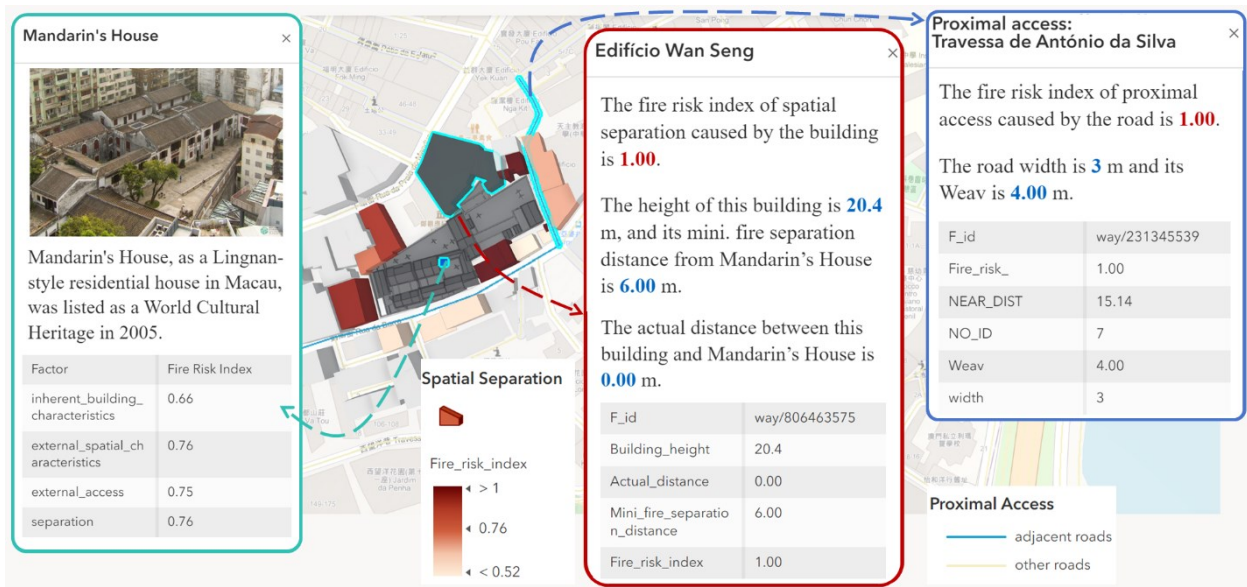 Mandarin's House ×
Mandarin's House, as a Lingnan-
style residential house in Macau,
was listed as a World Cultural
Heritage in 2005.
Factor Fire Risk Index
inherent_building_
characteristics 0.66
external_spatial_ch
aracteristics 0.76
external_access 0.75
separation 0.76
Spatial Separation
Fire_risk_index
> 1
0.76
< 0.52
Edifício Wan Seng ×
The fire risk index of spatial
separation caused by the building
is 1.00.
The height of this building is 20.4
m, and its mini. fire separation
distance from Mandarin's House
is 6.00 m.
The actual distance between this
building and Mandarin's House is
0.00 m.
F_id way/806463575
Building_height 20.4
Actual_distance 0.00
Mini_fire_separatio
n_distance 6.00
Fire_risk_index 1.00
Proximal access:
Travessa de António da Silva ×
The fire risk index of proximal
access caused by the road is 1.00.
The road width is 3 m and its
Weav is 4.00 m.
F_id way/231345539
Fire_risk_ 1.00
NEAR_DIST 15.14
NO_ID 7
Weav 4.00
width 3
Proximal Access
adjacent roads
other roads